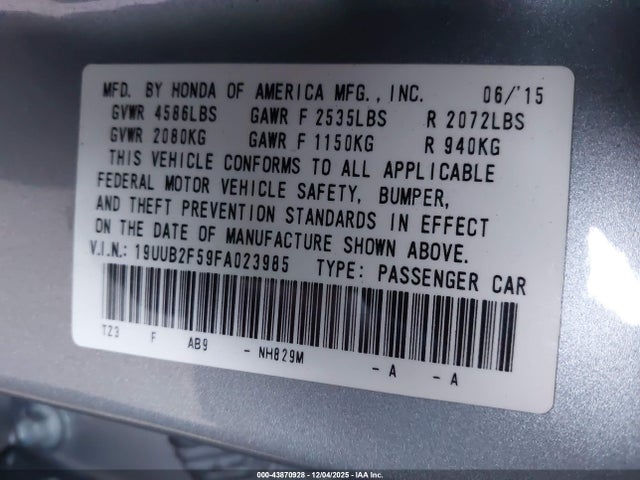 MFD. BY HONDA OF AMERICA MFG., INC. 06/'15
GVWR 4586LBS GAWR F 2535LBS R 2072LBS
GVWR 2080KG GAWR F 1150KG R 940KG
THIS VEHICLE CONFORMS TO ALL APPLICABLE
FEDERAL MOTOR VEHICLE SAFETY, BUMPER,
AND THEFT PREVENTION STANDARDS IN EFFECT
ON THE DATE OF MANUFACTURE SHOWN ABOVE.
V.I.N.: 19UUB2F59FA023985 TYPE: PASSENGER CAR
TZ3 F AB9 - NH829M - A - A
000-43870928 - 12/04/2025 - IAA Inc.